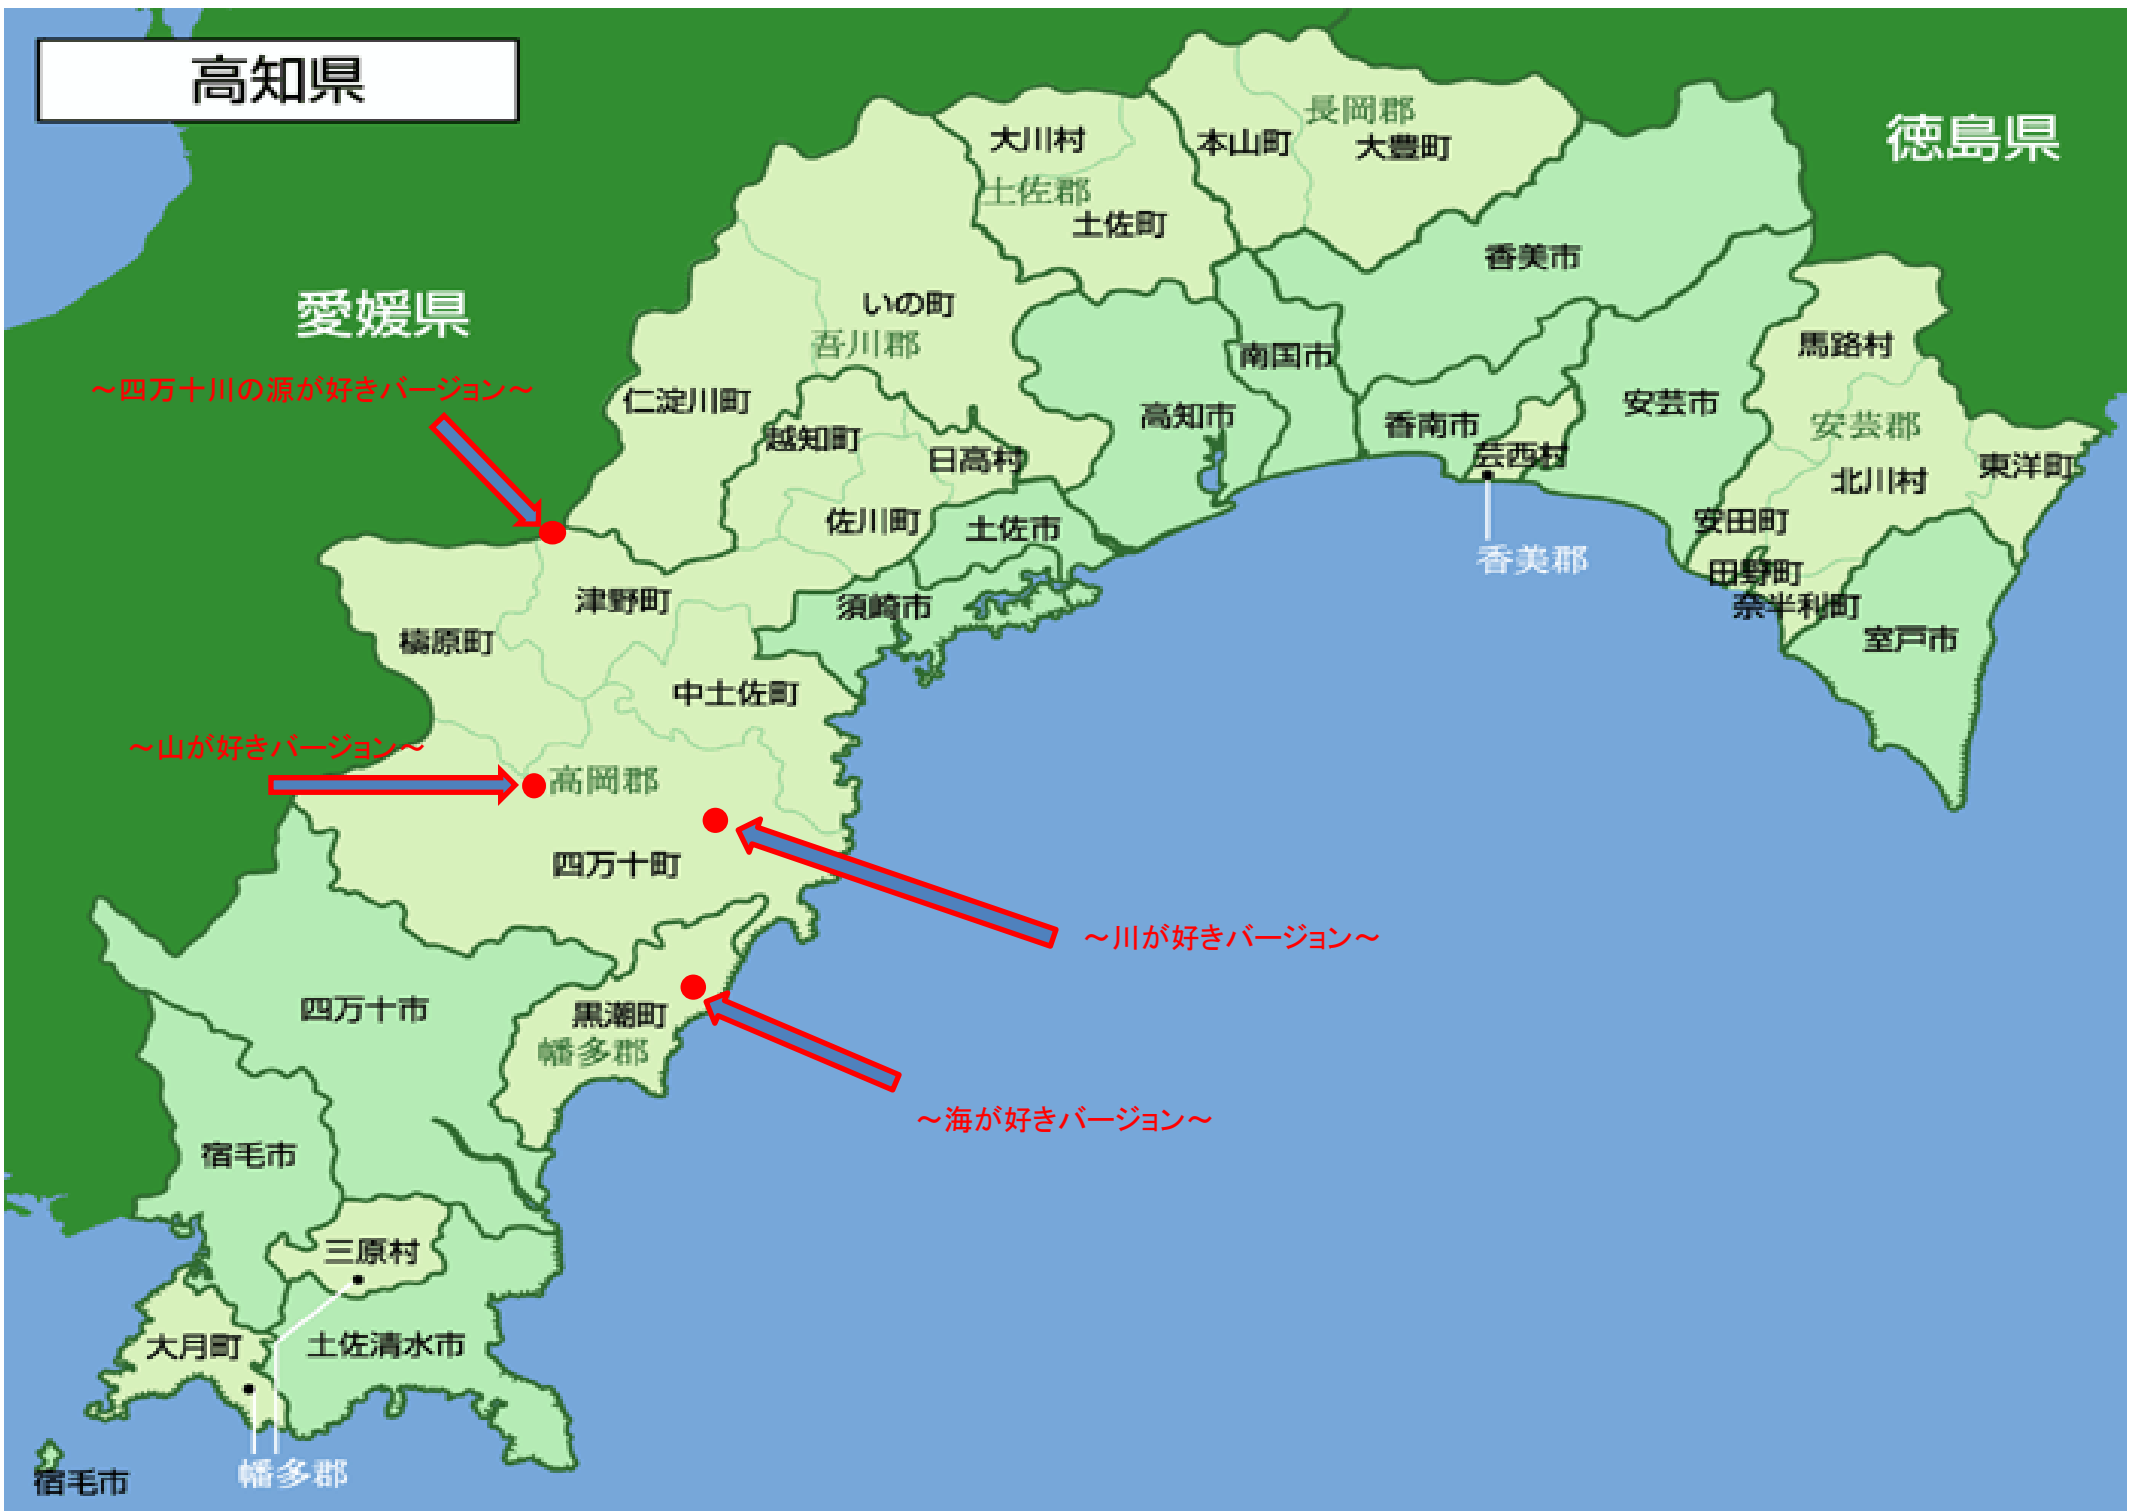 高知県
長岡郡
大川村
本山町
大豊町
徳島県
土佐郡
土佐町
香美市
愛媛県
いの町
吾川郡
南国市
馬路村
～四万十川の源が好きバージョン～
仁淀川町
高知市
香南市
安芸市
安芸郡
越知町
日高村
芸西村
北川村
東洋町
佐川町
土佐市
安田町
香美郡
田野町
津野町
須崎市
奈半利町
檮原町
室戸市
中土佐町
～山が好きバージョン～
高岡郡
四万十町
～川が好きバージョン～
四万十市
黒潮町
幡多郡
～海が好きバージョン～
宿毛市
三原村
大月町
土佐清水市
幡多郡
宿毛市